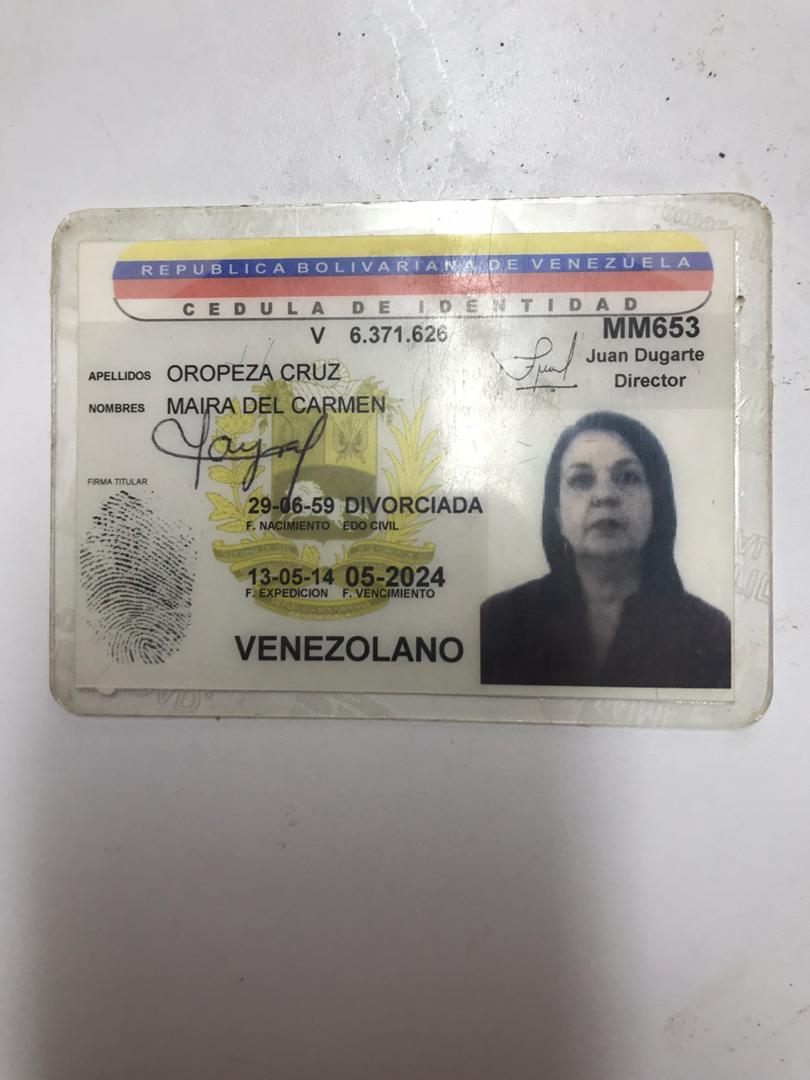 REPUBLICA BOLIVARIANA DE VENEZUELA
CEDULA DE IDENTIDAD
V 6.371.626
MM653
Juan Dugarte
Director
APELLIDOS OROPEZA CRUZ
NOMBRES MAIRA DEL CARMEN
FIRMA TITULAR
29-06-59 DIVORCIADA
F. NACIMIENTO EDO CIVIL
13-05-14 05-2024
F. EXPEDICION F. VENCIMIENTO
VENEZOLANO